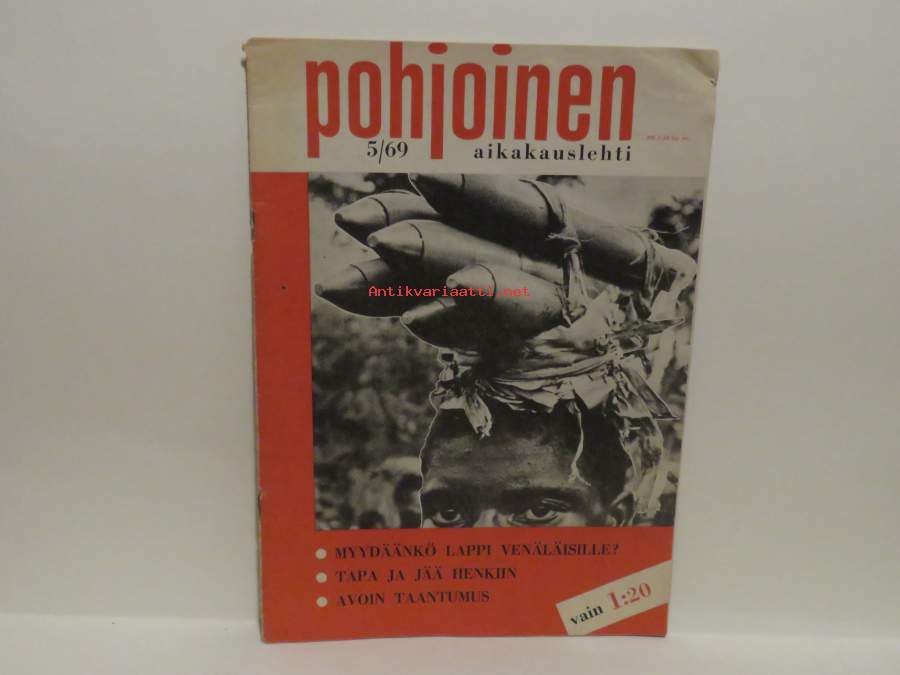 pohjoinen
5/69 aikakauslehti
Antikvariaatti.net
MYYDÄÄNKÖ LAPPI VENÄLÄISILLE?
TAPA JA JÄÄ HENKIIN
AVOIN TAANTUMUS
vain 1:20